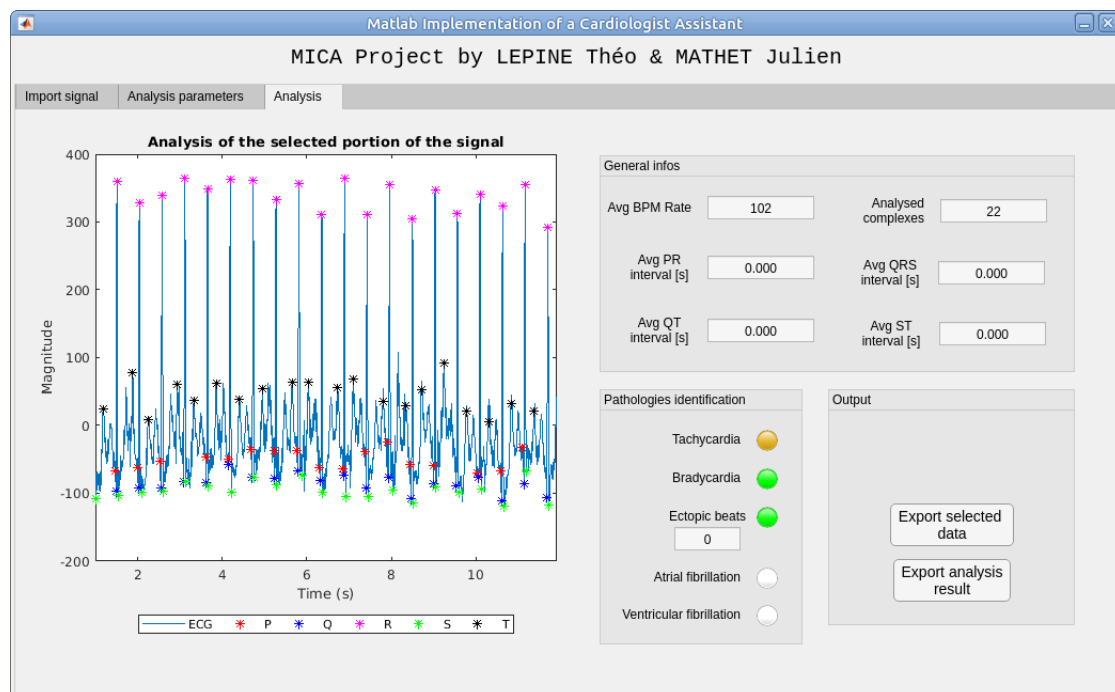 Matlab Implementation of a Cardiologist Assistant
MICA Project by LEPINE Théo & MATHET Julien
Import signal
Analysis parameters
Analysis
Analysis of the selected portion of the signal
400
300
200
100
0
-100
-200
Magnitude
2
4
6
8
10
Time (s)
ECG
P
Q
R
S
T
General infos
Avg BPM Rate
102
Analysed
complexes
22
Avg PR
interval [s]
0.000
Avg QRS
interval [s]
0.000
Avg QT
interval [s]
0.000
Avg ST
interval [s]
0.000
Pathologies identification
Tachycardia
Bradycardia
Ectopic beats
0
Atrial fibrillation
Ventricular fibrillation
Output
Export selected
data
Export analysis
result